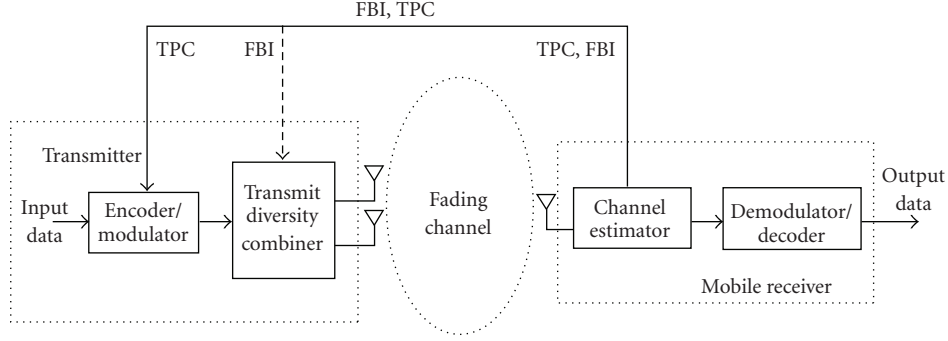 FBI, TPC
TPC
FBI
TPC, FBI
Transmitter
Input
data
Encoder/
modulator
Transmit
diversity
combiner
Fading
channel
Channel
estimator
Demodulator/
decoder
Output
data
Mobile receiver